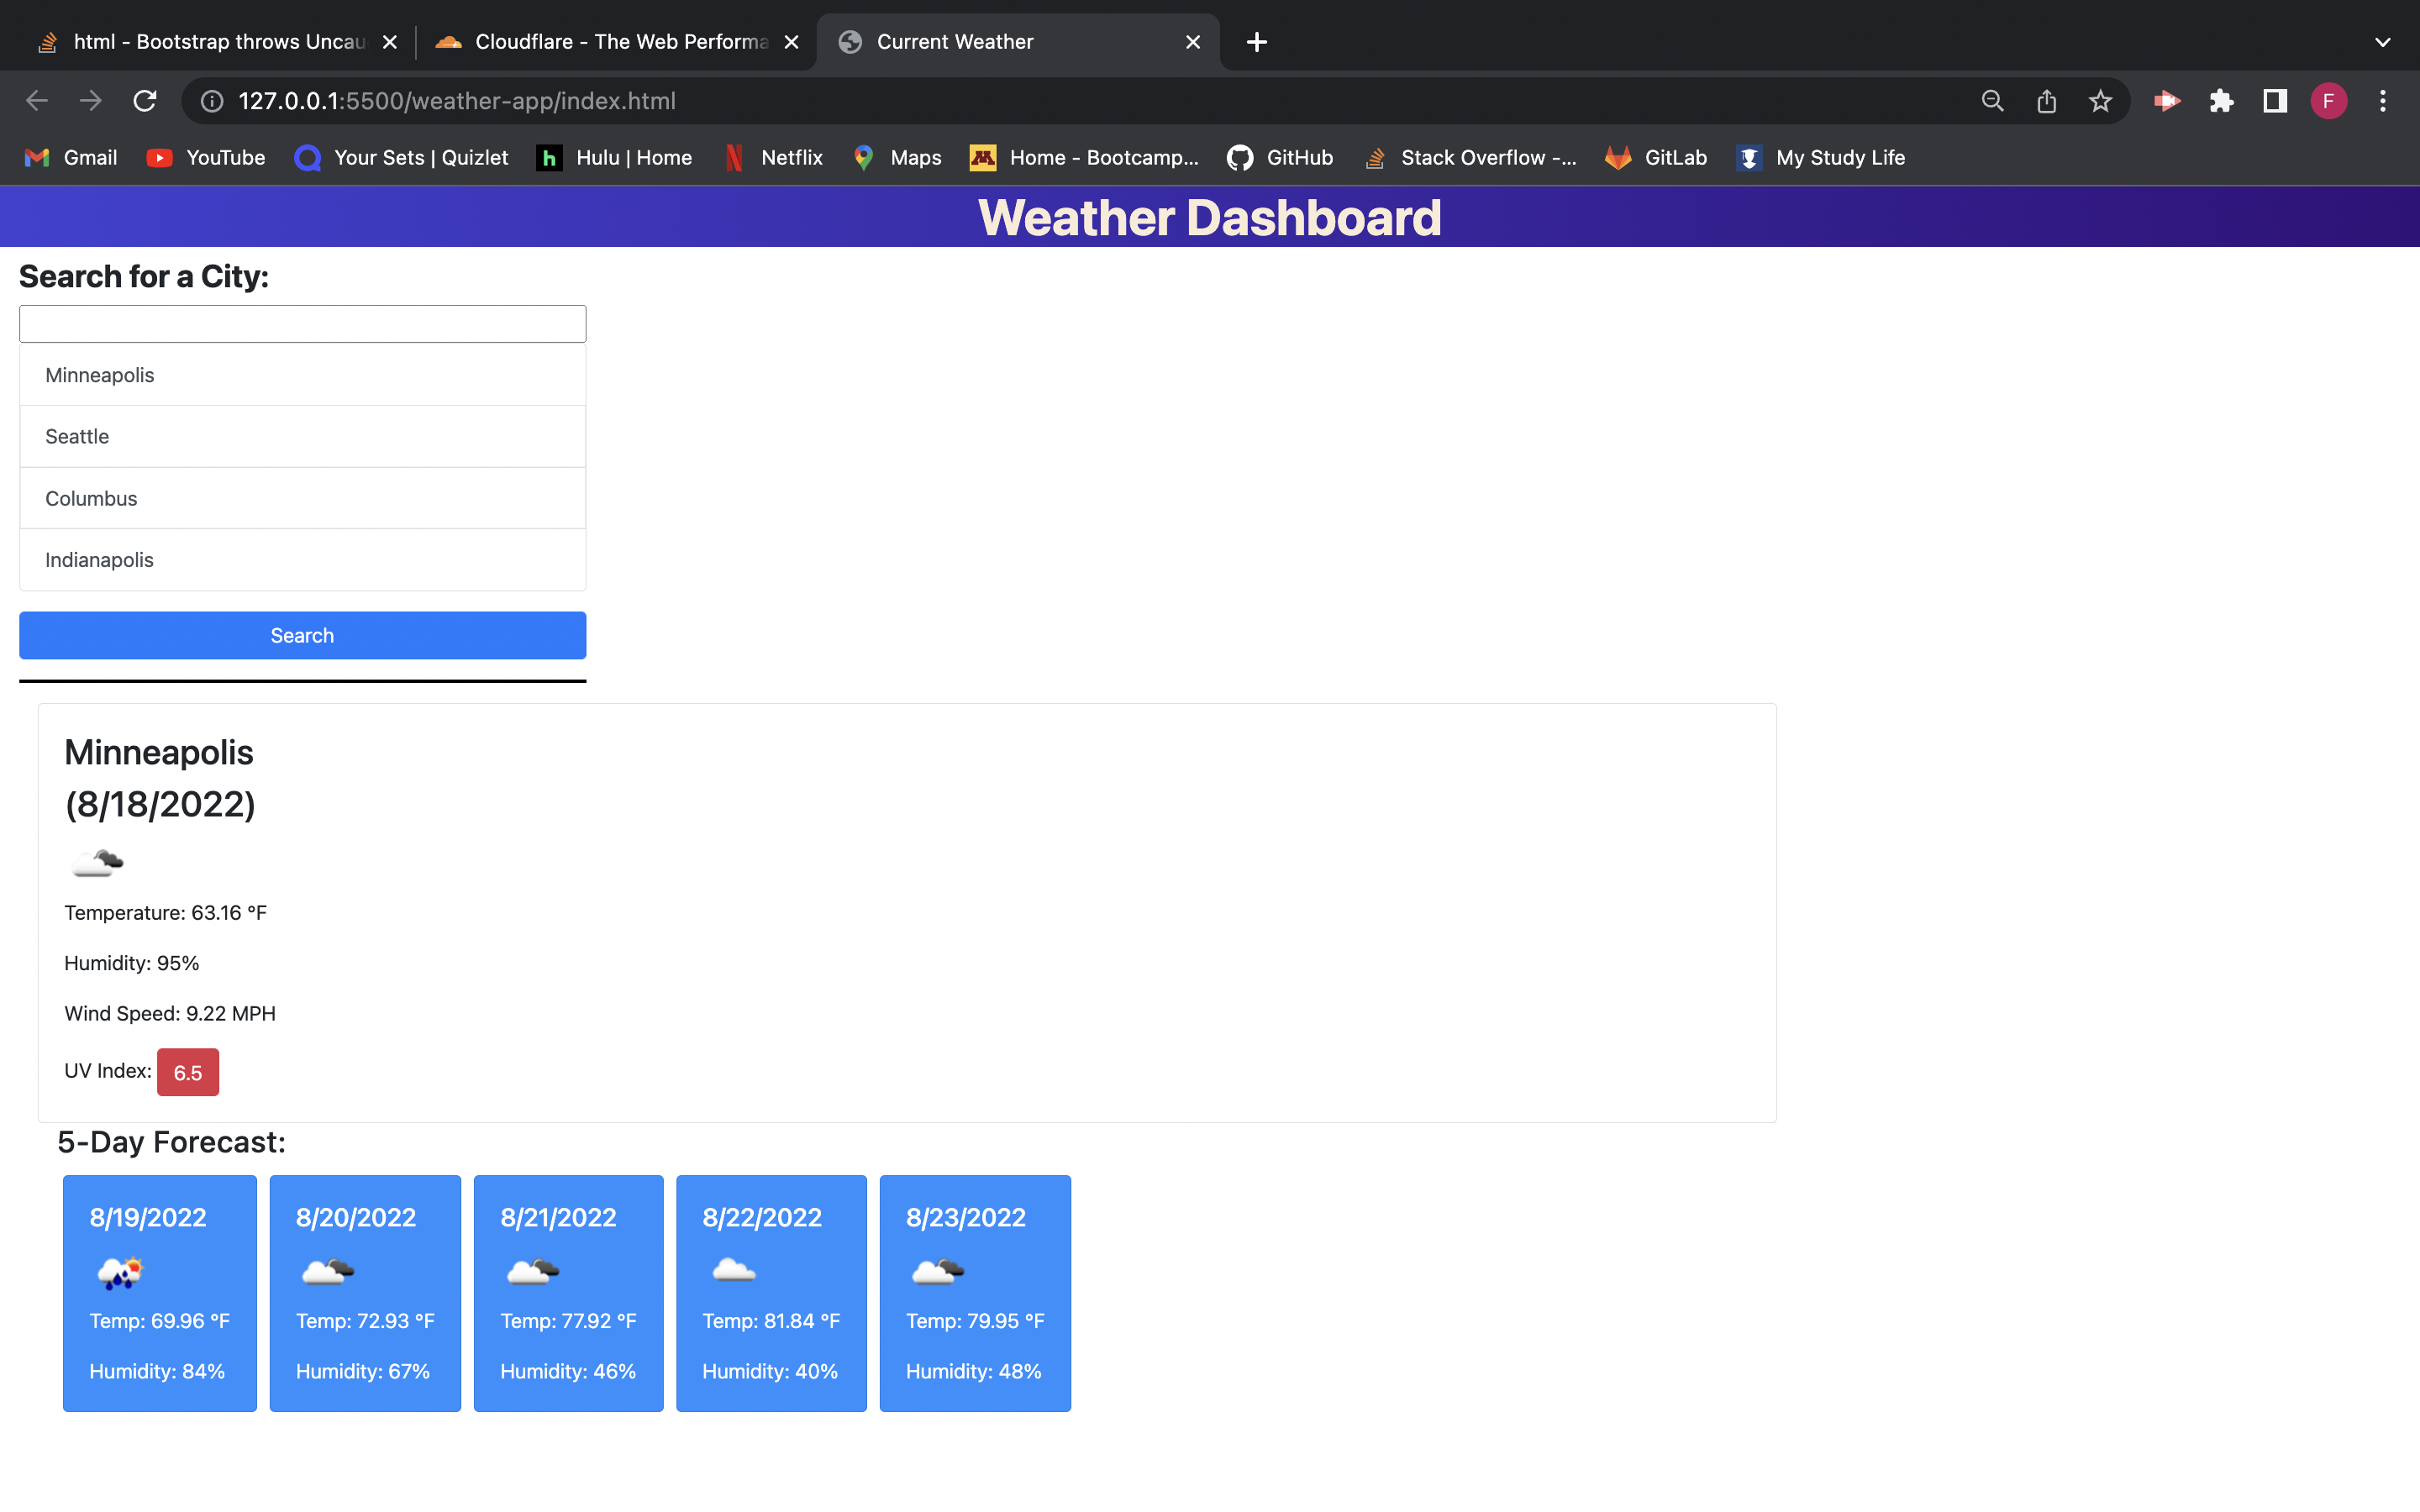 html - Bootstrap throws Uncau
Cloudflare - The Web Performa
Current Weather
127.0.0.1:5500/weather-app/index.html
F
Gmail
YouTube
Your Sets | Quizlet
h
Hulu | Home
Netflix
Maps
Home - Bootcamp...
GitHub
Stack Overflow -...
GitLab
My Study Life
Weather Dashboard
Search for a City:
Minneapolis
Seattle
Columbus
Indianapolis
Search
Minneapolis
(8/18/2022)
Temperature: 63.16 °F
Humidity: 95%
Wind Speed: 9.22 MPH
UV Index: 6.5
5-Day Forecast:
8/19/2022
Temp: 69.96 °F
Humidity: 84%
8/20/2022
Temp: 72.93 °F
Humidity: 67%
8/21/2022
Temp: 77.92 °F
Humidity: 46%
8/22/2022
Temp: 81.84 °F
Humidity: 40%
8/23/2022
Temp: 79.95 °F
Humidity: 48%